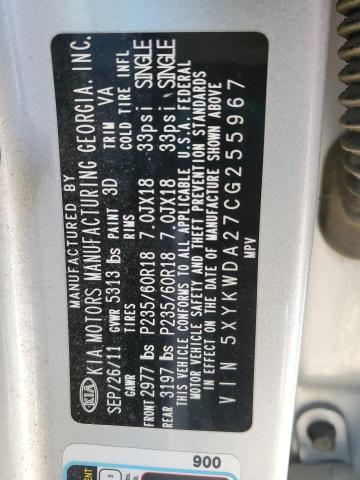 MANUFACTURED BY
KIA KIA MOTORS MANUFACTURING GEORGIA. INC.
SEP/26/11 GVWR 5313 lbs PAINT 3D TRIM VA
GAWR TIRES RIMS COLD TIRE INFL
FRONT 2977 lbs P235/60R18 7.0JX18 33psi SINGLE
REAR 3197 lbs P235/60R18 7.0JX18 33psi SINGLE
THIS VEHICLE CONFORMS TO ALL APPLICABLE U.S.A. FEDERAL
MOTOR VEHICLE SAFETY AND THEFT PREVENTION STANDARDS
IN EFFECT ON THE DATE OF MANUFACTURE SHOWN ABOVE
VIN 5XYKWDA27CG255967
MPV
900